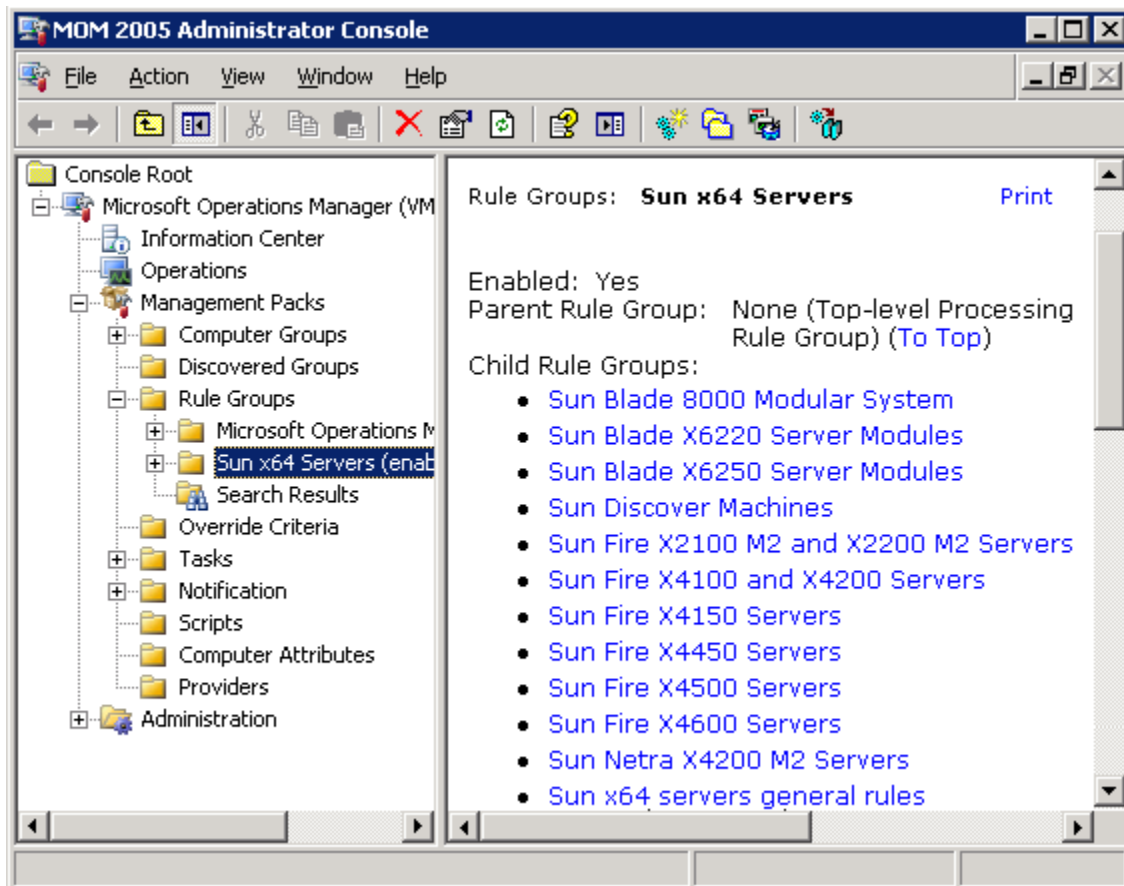 MOM 2005 Administrator Console
File Action View Window Help
Console Root
Microsoft Operations Manager (VM
Information Center
Operations
Management Packs
Computer Groups
Discovered Groups
Rule Groups
Microsoft Operations M
Sun x64 Servers (enab
Search Results
Override Criteria
Tasks
Notification
Scripts
Computer Attributes
Providers
Administration
Rule Groups: Sun x64 Servers Print
Enabled: Yes
Parent Rule Group: None (Top-level Processing
Rule Group) (To Top)
Child Rule Groups:
• Sun Blade 8000 Modular System
• Sun Blade X6220 Server Modules
• Sun Blade X6250 Server Modules
• Sun Discover Machines
• Sun Fire X2100 M2 and X2200 M2 Servers
• Sun Fire X4100 and X4200 Servers
• Sun Fire X4150 Servers
• Sun Fire X4450 Servers
• Sun Fire X4500 Servers
• Sun Fire X4600 Servers
• Sun Netra X4200 M2 Servers
• Sun x64 servers general rules